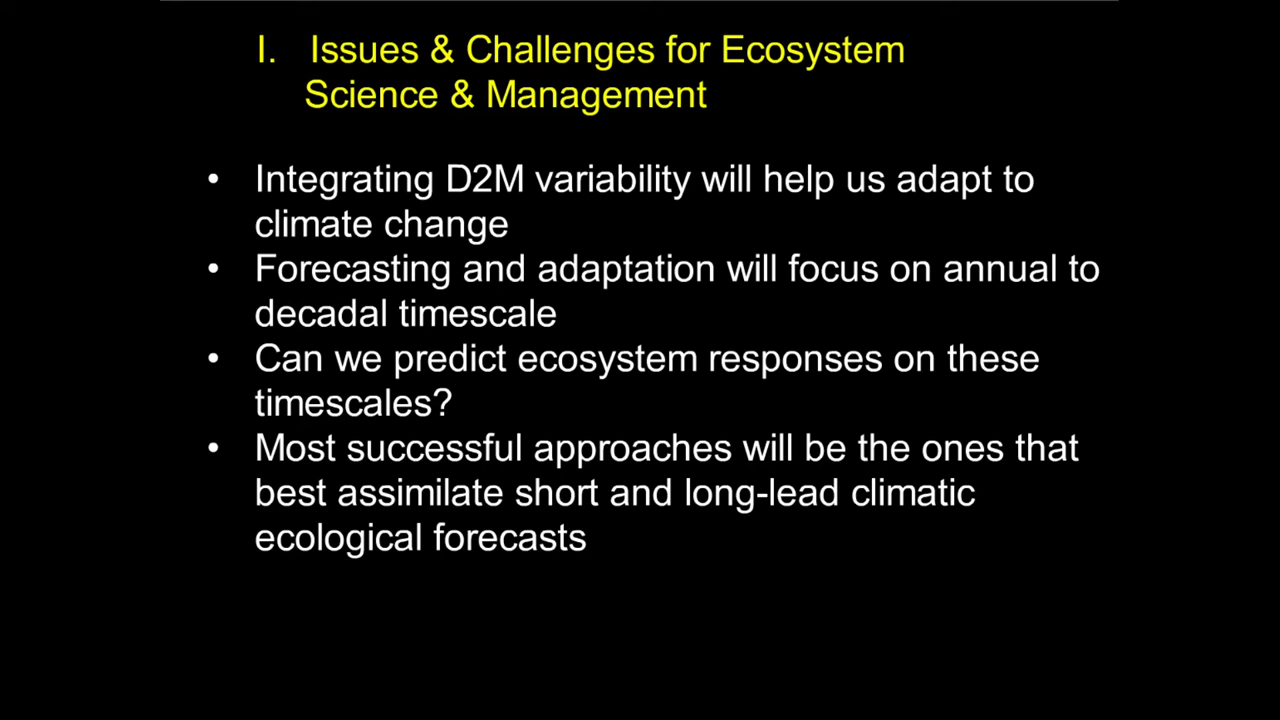 I. Issues & Challenges for Ecosystem
Science & Management
• Integrating D2M variability will help us adapt to
climate change
• Forecasting and adaptation will focus on annual to
decadal timescale
• Can we predict ecosystem responses on these
timescales?
• Most successful approaches will be the ones that
best assimilate short and long-lead climatic
ecological forecasts